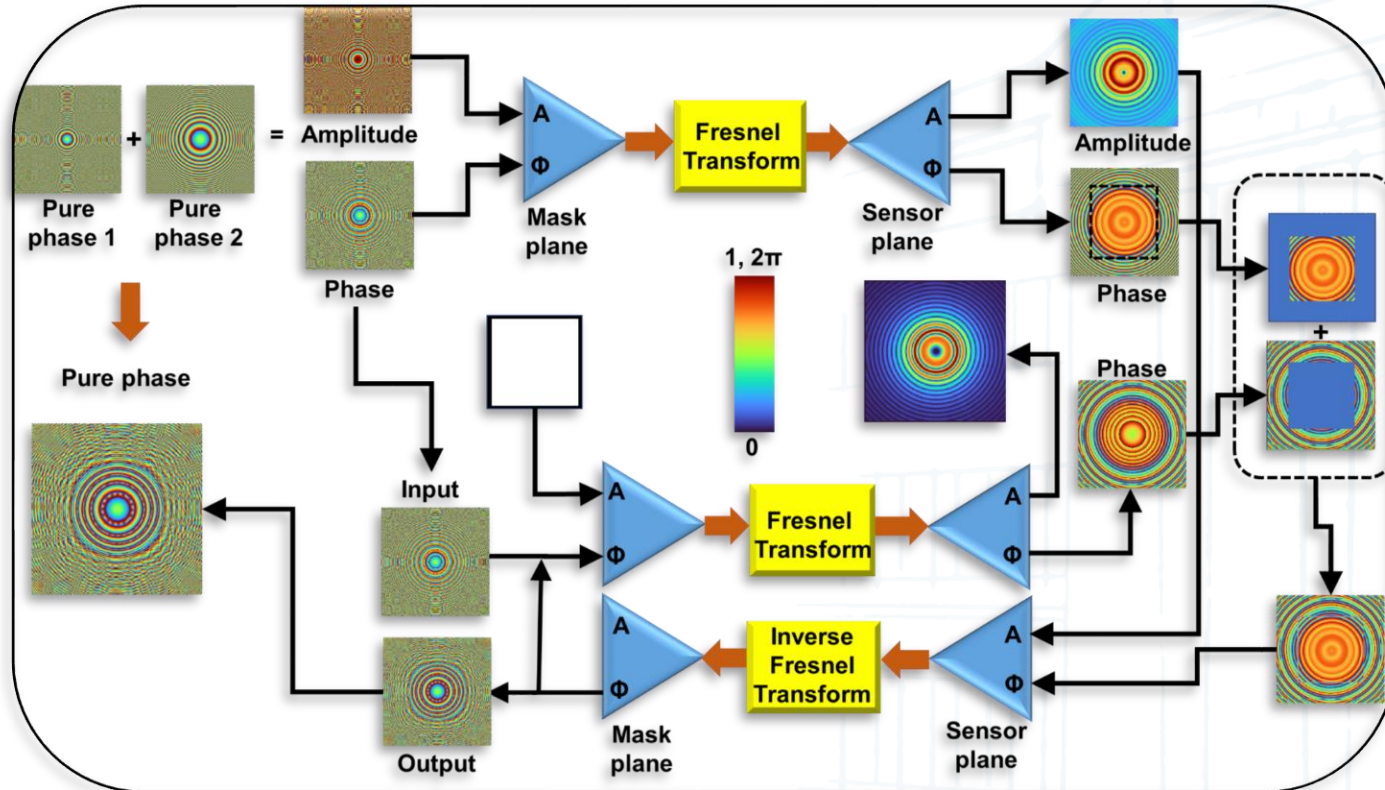 Pure
phase 1
+
Pure
phase 2
=
Amplitude
Phase
A
Φ
Mask
plane
Fresnel
Transform
A
Φ
Sensor
plane
Amplitude
Phase
+
Pure phase
1, 2π
0
Phase
Input
A
Φ
Fresnel
Transform
A
Φ
Output
A
Φ
Mask
plane
Inverse
Fresnel
Transform
A
Φ
Sensor
plane